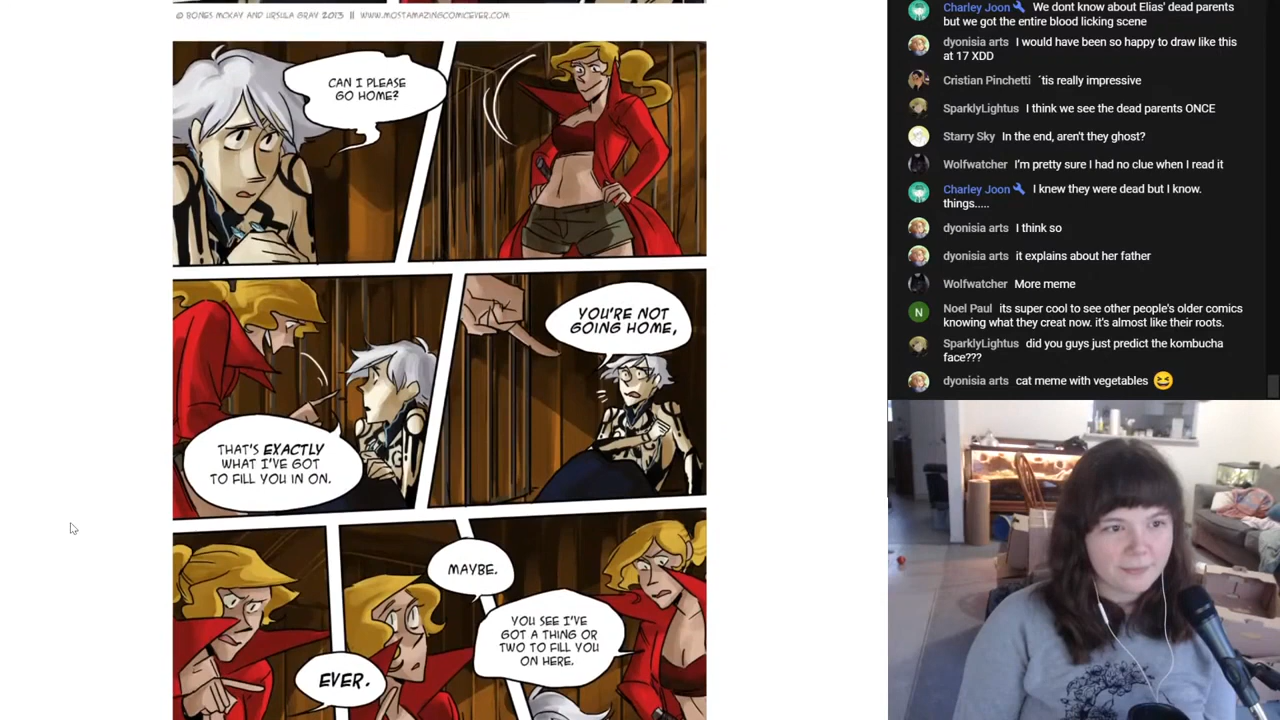 © BONES MCKAY AND URSULA GRAY 2013 || WWW.MOSTAMAZINGCOMICEVER.COM
CAN I PLEASE
GO HOME?
THAT'S EXACTLY
WHAT I'VE GOT
TO FILL YOU IN ON.
YOU'RE NOT
GOING HOME,
EVER.
MAYBE.
YOU SEE I'VE
GOT A THING OR
TWO TO FILL YOU
ON HERE.
Charley Joon We dont know about her dead parents
but we got the entire blood licking scene
dyonisia arts I would have been so happy to draw like this
at 17 XDD
Cristian Pinchetti ´tis really impressive
SparklyLightus I think we see the dead parents ONCE
Starry Sky In the end, aren't they ghost?
Wolfwatcher I'm pretty sure I had no clue when I read it
Charley Joon I knew they were dead but I know.
things.....
dyonisia arts I think so
dyonisia arts it explains about her father
Wolfwatcher More meme
N
Noel Paul its super cool to see other people's older comics
knowing what they creat now it's almost like their roots.
SparklyLightus did you guys just predict the kombucha
face???
dyonisia arts cat meme with vegetables 😆